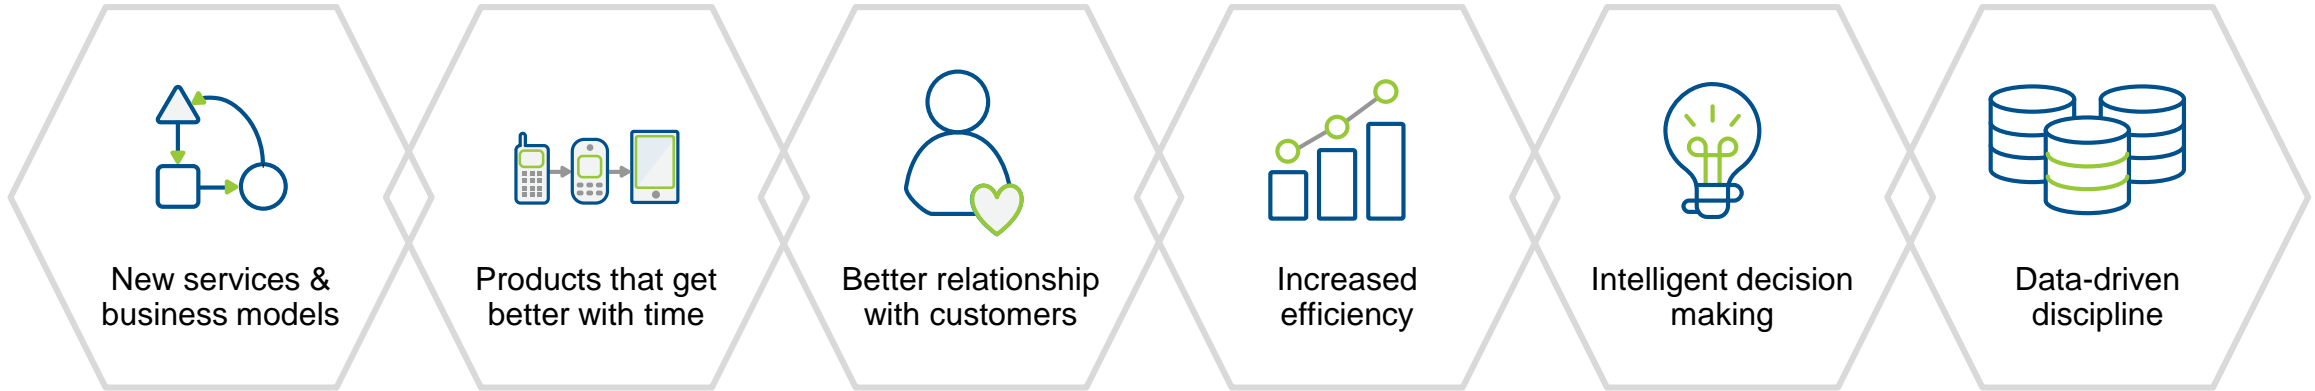 New services &
business models
Products that get
better with time
Better relationship
with customers
Increased
efficiency
Intelligent decision
making
Data-driven
discipline